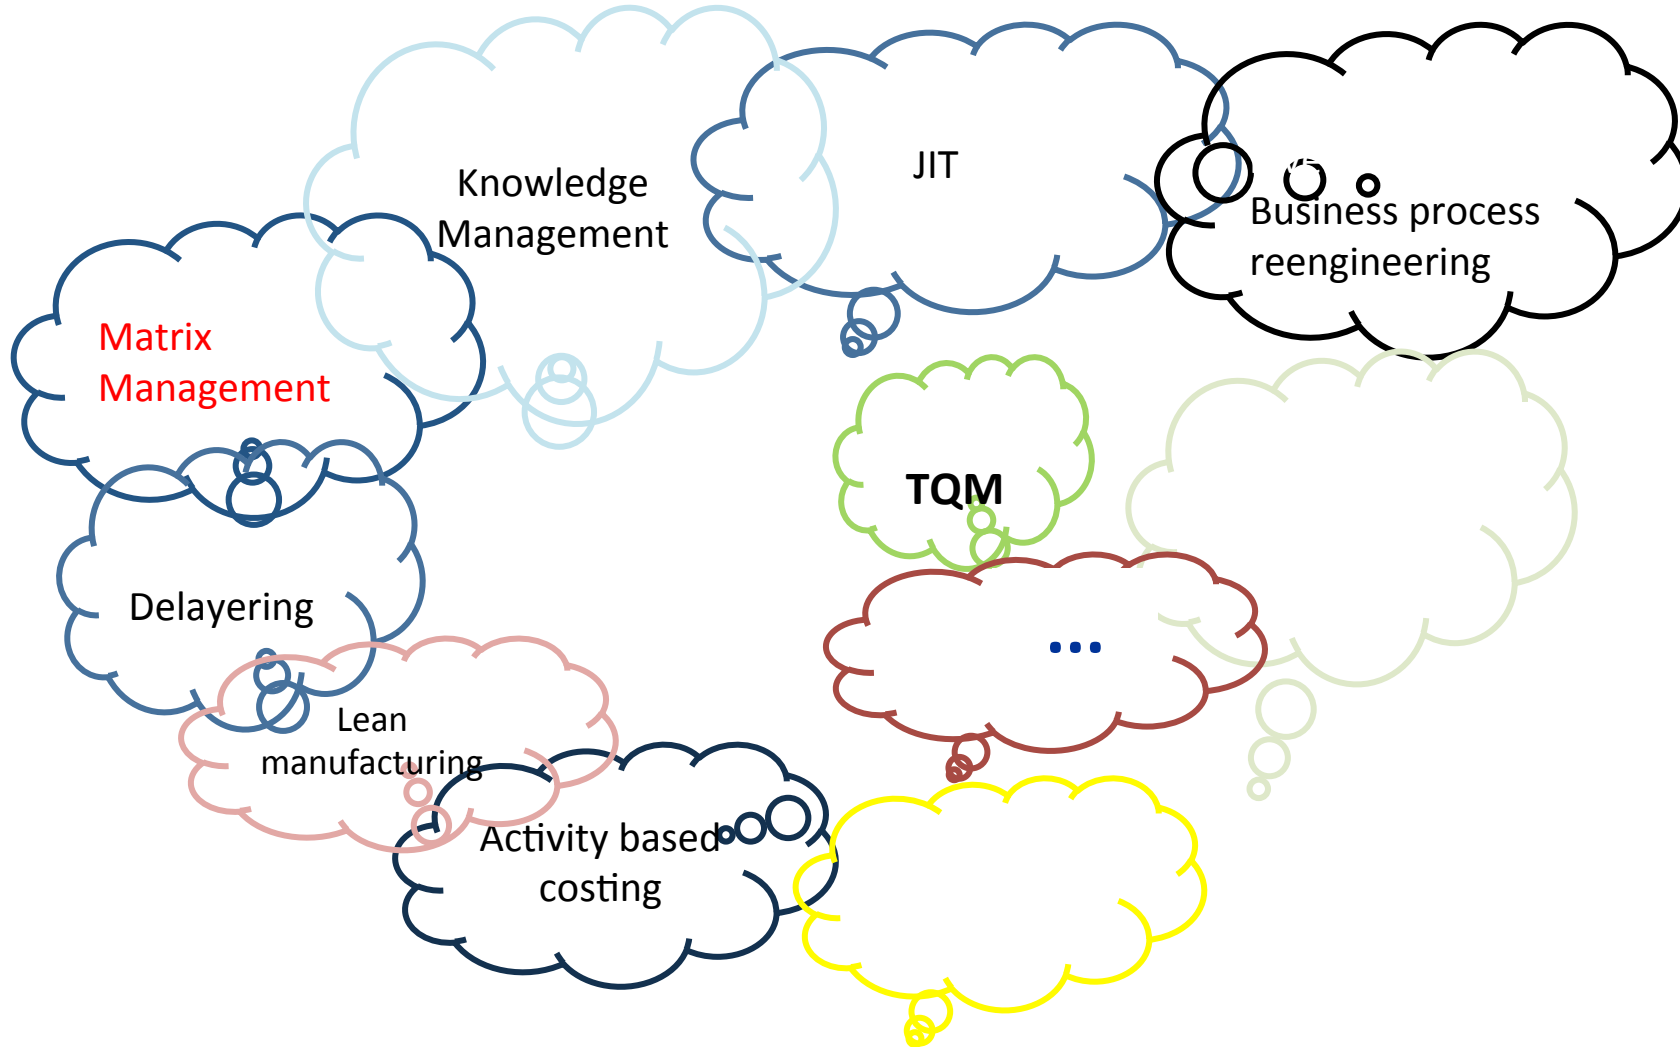 JIT
Knowledge
Management
Business process
reengineering
Matrix
Management
TQM
Delayering
...
Lean
manufacturing
Activity based
costing